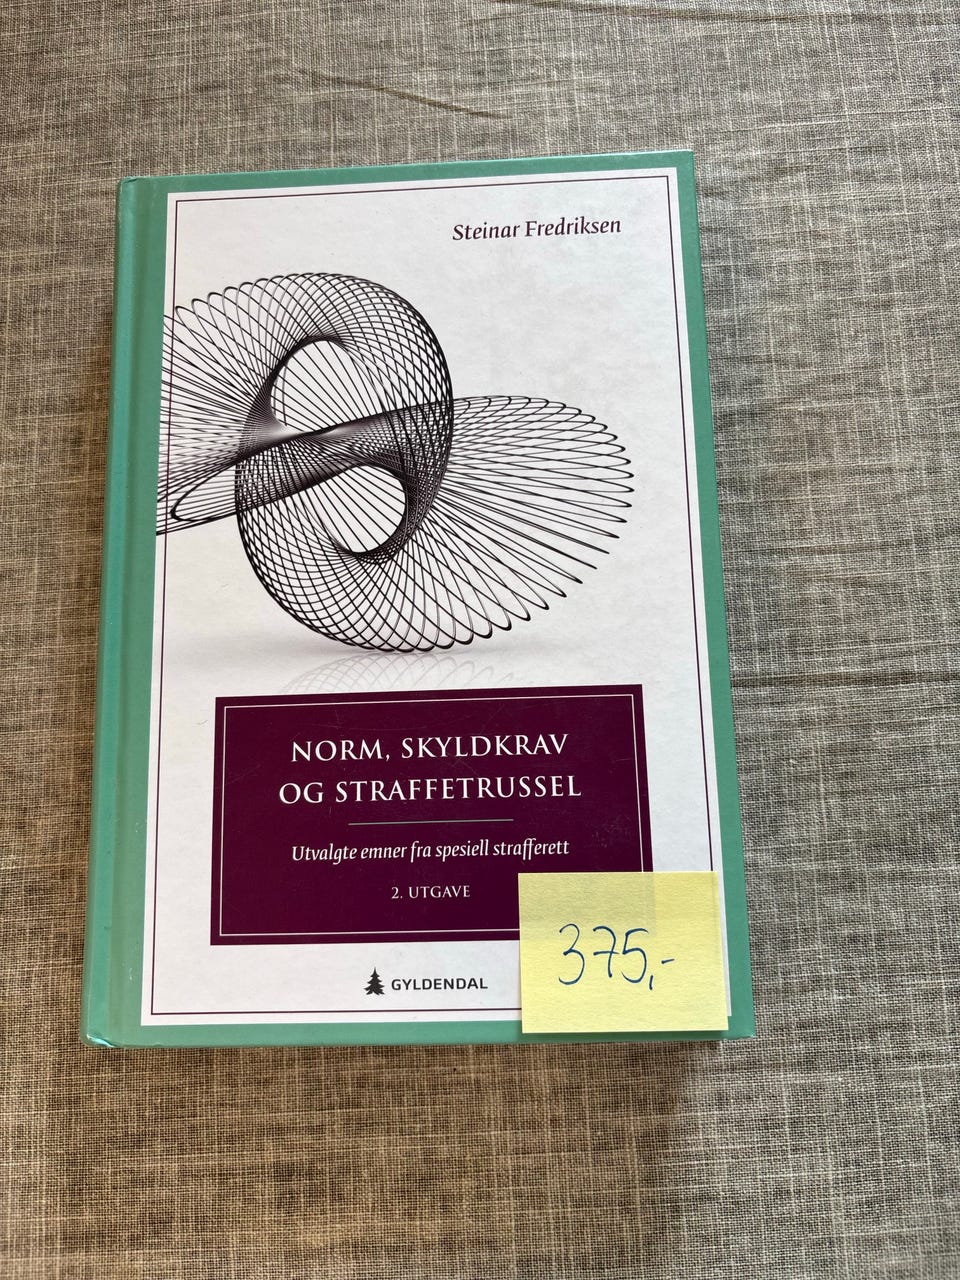 Steinar Fredriksen
NORM, SKYLDKRAV
OG STRAFFETRUSSEL
Utvalgte emner fra spesiell strafferett
2. UTGAVE
GYLDENDAL
375,-